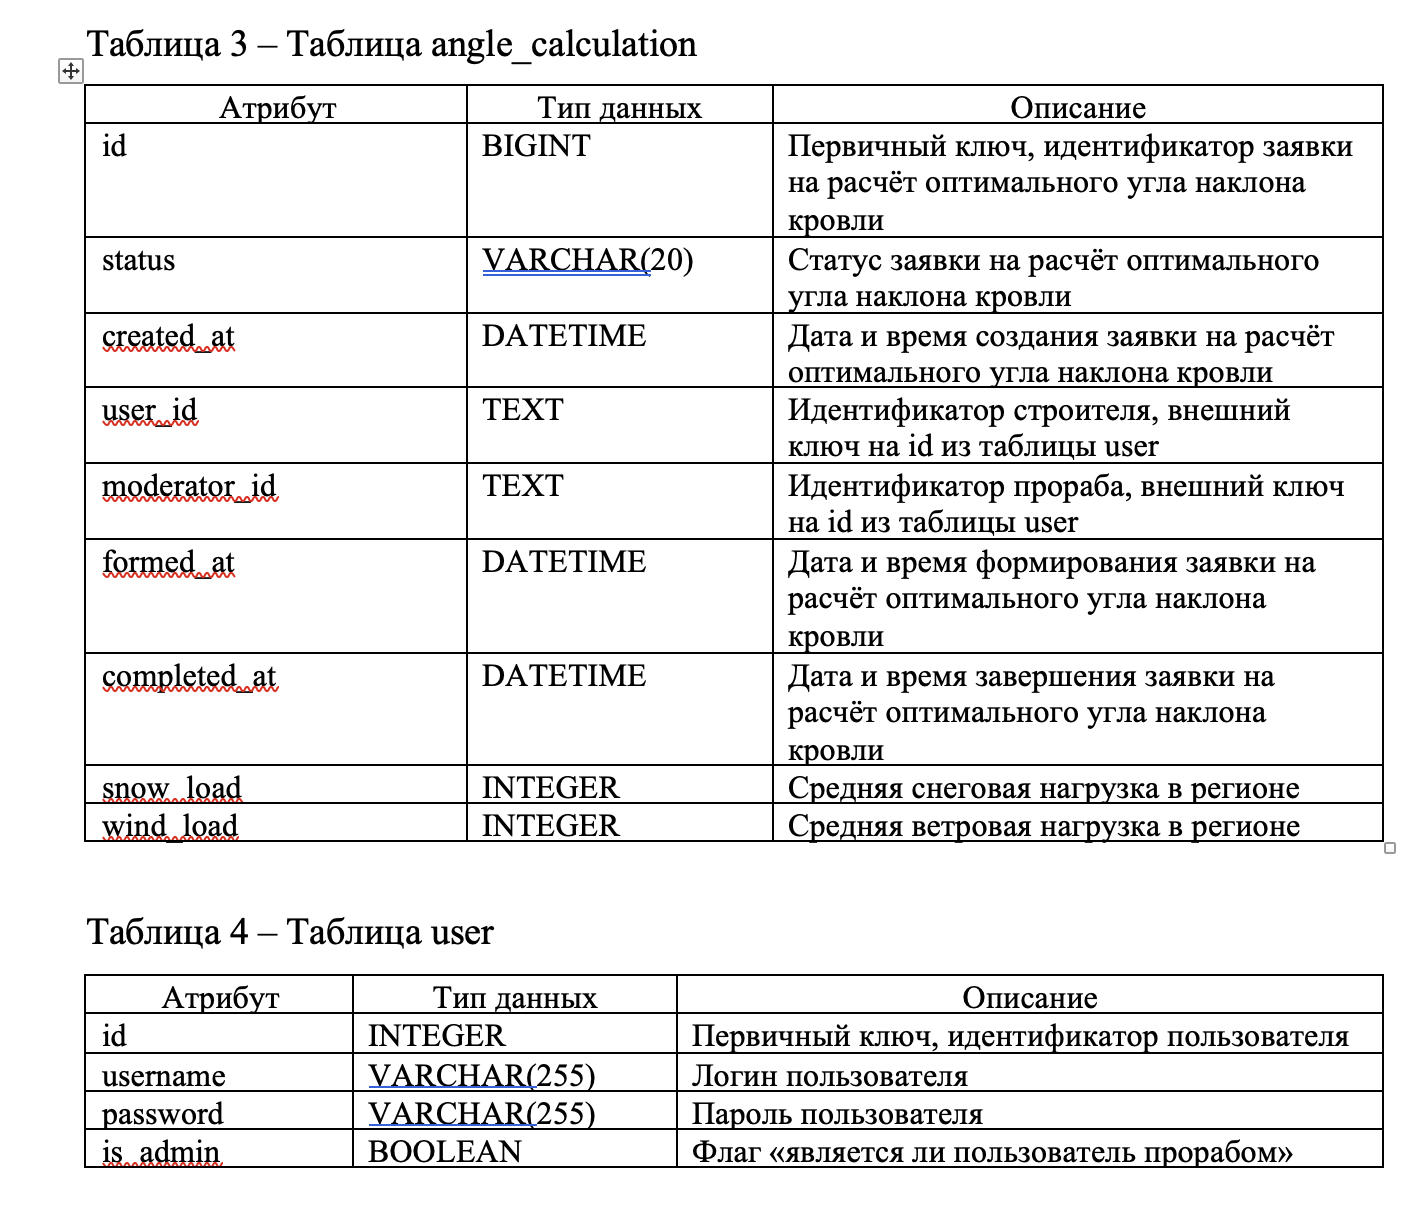 Таблица 3 – Таблица angle_calculation
Атрибут Тип данных Описание
id BIGINT Первичный ключ, идентификатор заявки
на расчёт оптимального угла наклона
кровли
status VARCHAR(20) Статус заявки на расчёт оптимального
угла наклона кровли
created_at DATETIME Дата и время создания заявки на расчёт
оптимального угла наклона кровли
user_id TEXT Идентификатор строителя, внешний
ключ на id из таблицы user
moderator_id TEXT Идентификатор прораба, внешний ключ
на id из таблицы user
formed_at DATETIME Дата и время формирования заявки на
расчёт оптимального угла наклона
кровли
completed_at DATETIME Дата и время завершения заявки на
расчёт оптимального угла наклона
кровли
snow_load INTEGER Средняя снеговая нагрузка в регионе
wind_load INTEGER Средняя ветровая нагрузка в регионе
Таблица 4 – Таблица user
Атрибут Тип данных Описание
id INTEGER Первичный ключ, идентификатор пользователя
username VARCHAR(255) Логин пользователя
password VARCHAR(255) Пароль пользователя
is_admin BOOLEAN Флаг «является ли пользователь прорабом»